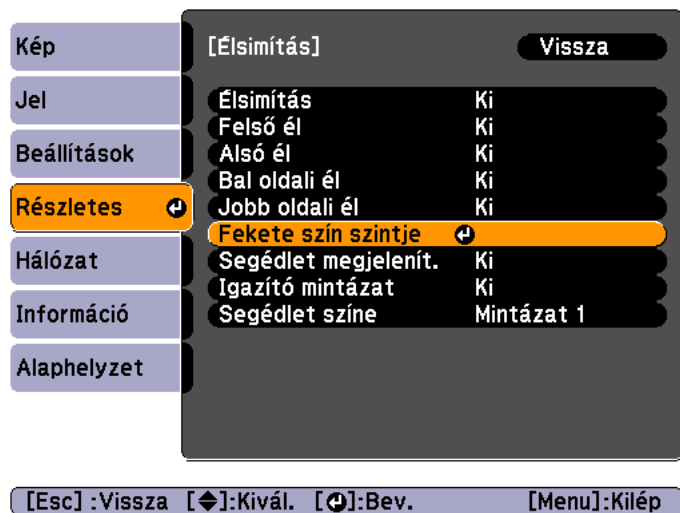 Kép
Jel
Beállítások
Részletes
Hálózat
Információ
Alaphelyzet
[Élsimítás] Vissza
Élsimítás Ki
Felső él Ki
Alsó él Ki
Bal oldali él Ki
Jobb oldali él Ki
Fekete szín szintje
Segédlet megjelenít. Ki
Igazító mintázat Ki
Segédlet színe Mintázat 1
[Esc] :Vissza [◆]:Kivál. [⏎]:Bev. [Menu]:Kilép